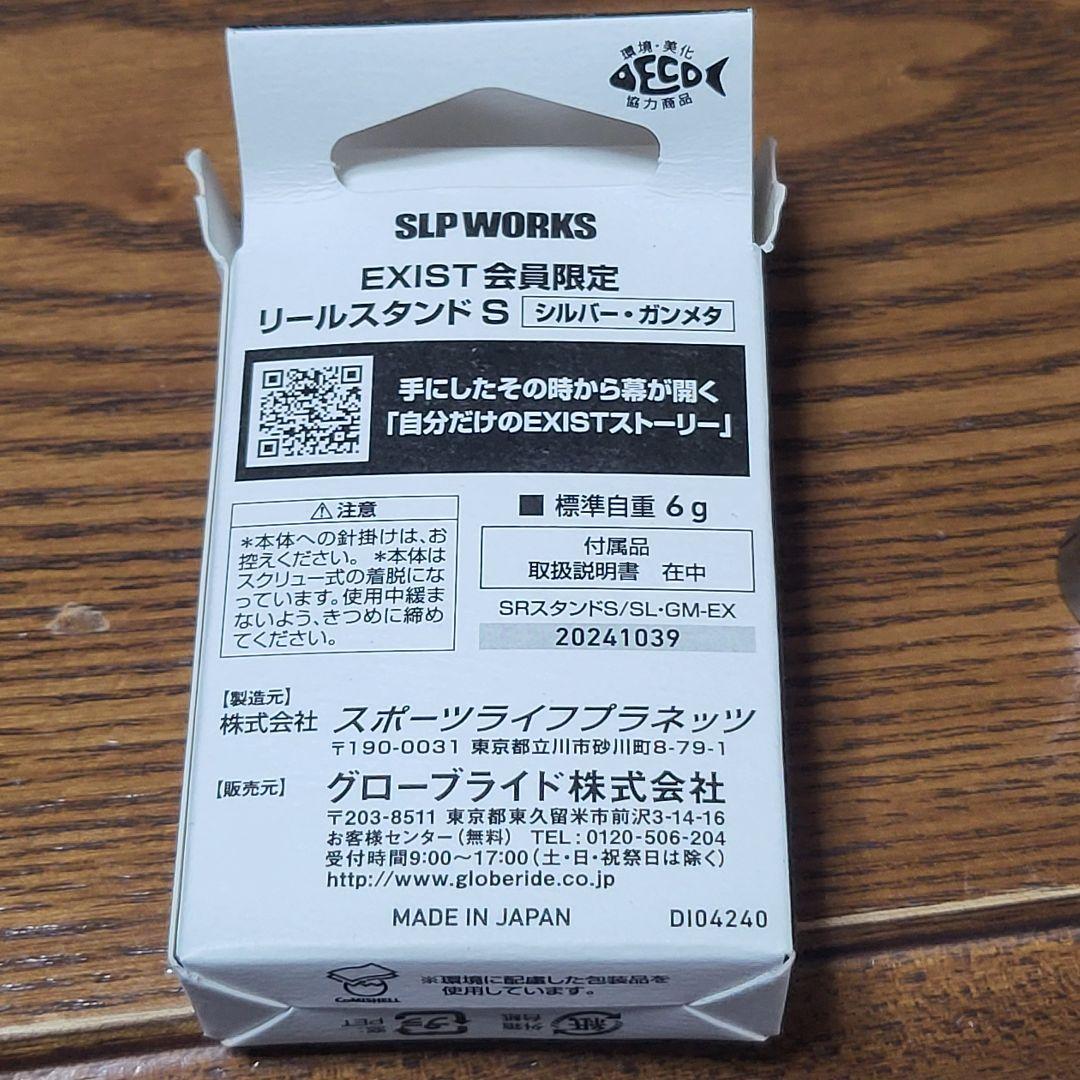 環境・美化
ECO
協力商品
SLP WORKS
EXIST 会員限定
リールスタンド S シルバー・ガンメタ
手にしたその時から幕が開く
「自分だけのEXISTストーリー」
⚠注意
＊本体への針掛けは、お
控えください。＊本体は
スクリュー式の着脱にな
っています。使用中緩ま
ないよう、きつめに締め
てください。
■ 標準自重 6g
付属品
取扱説明書 在中
SRスタンドS/SL・GM-EX
20241039
【製造元】
株式会社 スポーツライフプラネッツ
〒190-0031 東京都立川市砂川町8-79-1
【販売元】
グローブライド株式会社
〒203-8511 東京都東久留米市前沢3-14-16
お客様センター（無料） TEL：0120-506-204
受付時間9:00〜17:00（土・日・祝祭日は除く）
http://www.globeride.co.jp
MADE IN JAPAN DI04240
CoMISHELL
※環境に配慮した包装品を
使用しています。
窓:
PET
プラ
外箱
台紙
紙